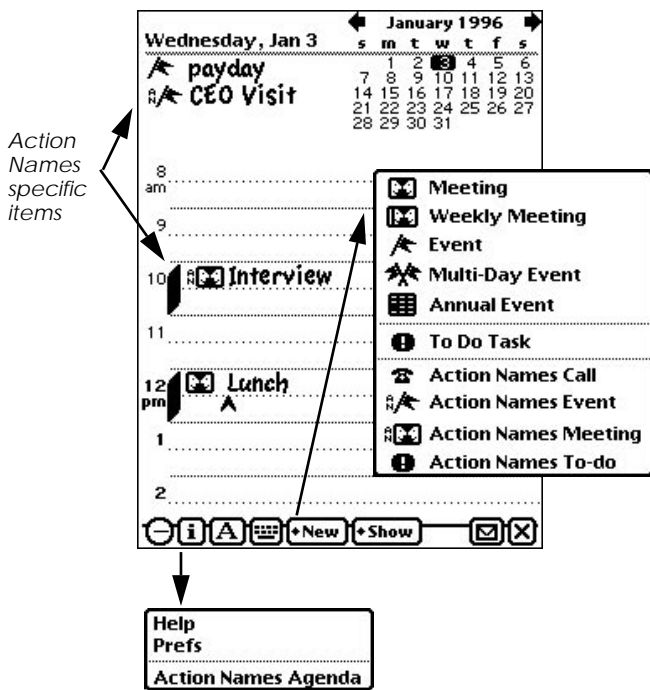 January 1996
Wednesday, Jan 3
s m t w t f s
1 2 3 4 5 6
7 8 9 10 11 12 13
14 15 16 17 18 19 20
21 22 23 24 25 26 27
28 29 30 31
payday
AN CEO Visit
Action
Names
specific
items
8
am
9
10 AN Interview
11
12
pm
Lunch
1
2
Meeting
Weekly Meeting
Event
Multi-Day Event
Annual Event
To Do Task
Action Names Call
AN Action Names Event
AN Action Names Meeting
Action Names To-do
i A New Show
Help
Prefs
Action Names Agenda